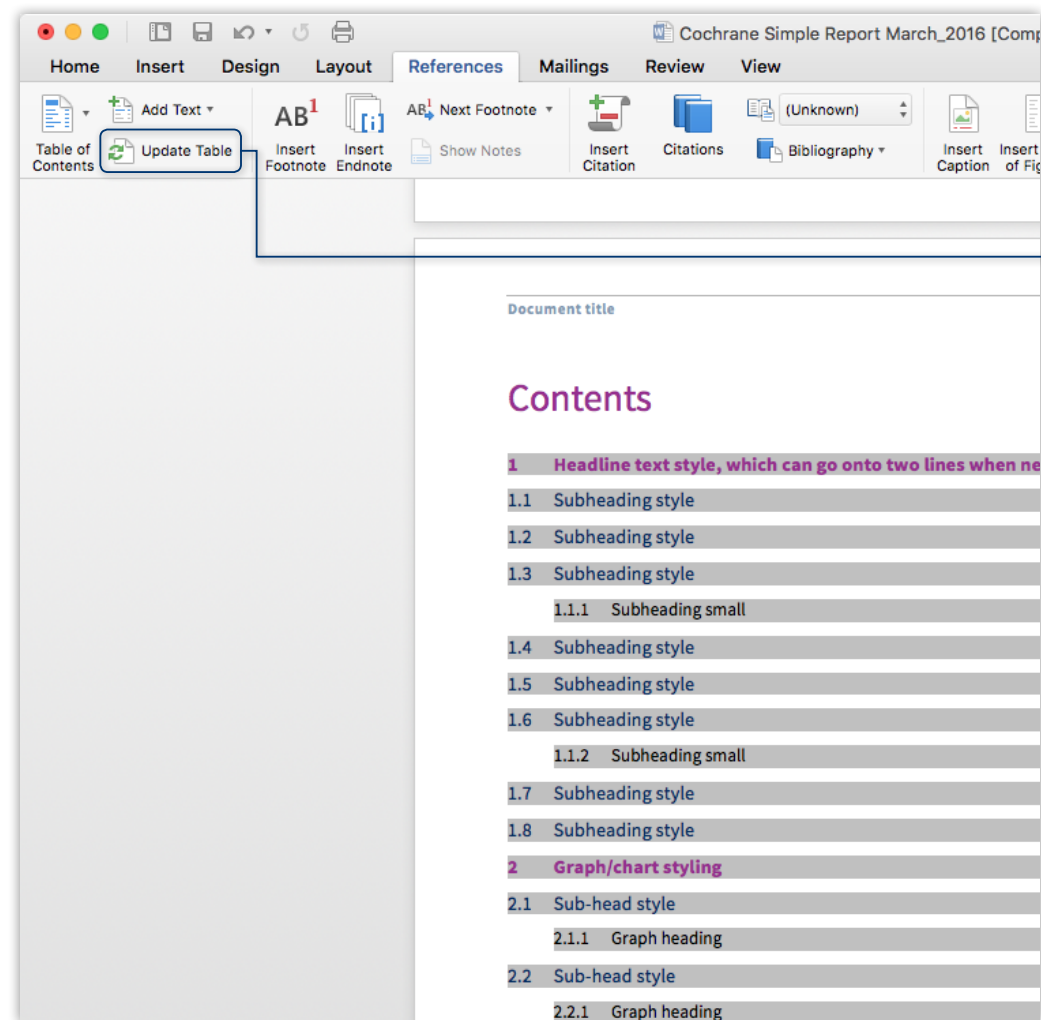 Cochrane Simple Report March_2016 [Comp
Home Insert Design Layout References Mailings Review View
Add Text
AB1
[i]
AB1 Next Footnote
(Unknown)
Table of Contents
Update Table
Insert Footnote
Insert Endnote
Show Notes
Insert Citation
Citations
Bibliography
Insert Caption
Insert of Fig
Document title
Contents
1 Headline text style, which can go onto two lines when ne
1.1 Subheading style
1.2 Subheading style
1.3 Subheading style
1.1.1 Subheading small
1.4 Subheading style
1.5 Subheading style
1.6 Subheading style
1.1.2 Subheading small
1.7 Subheading style
1.8 Subheading style
2 Graph/chart styling
2.1 Sub-head style
2.1.1 Graph heading
2.2 Sub-head style
2.2.1 Graph heading